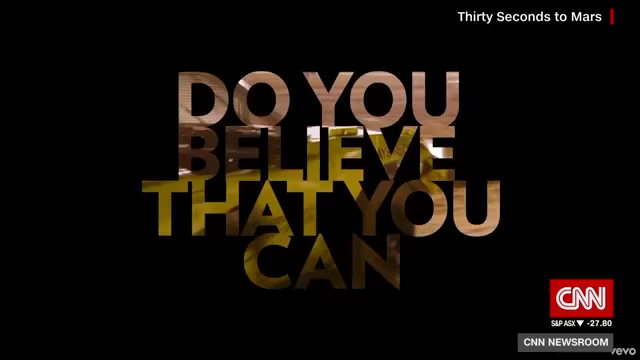 Thirty Seconds to Mars
DO YOU
BELIEVE
THAT YOU
CAN
CNN
S&P ASX ▼ -27.80
CNN NEWSROOM
vevo